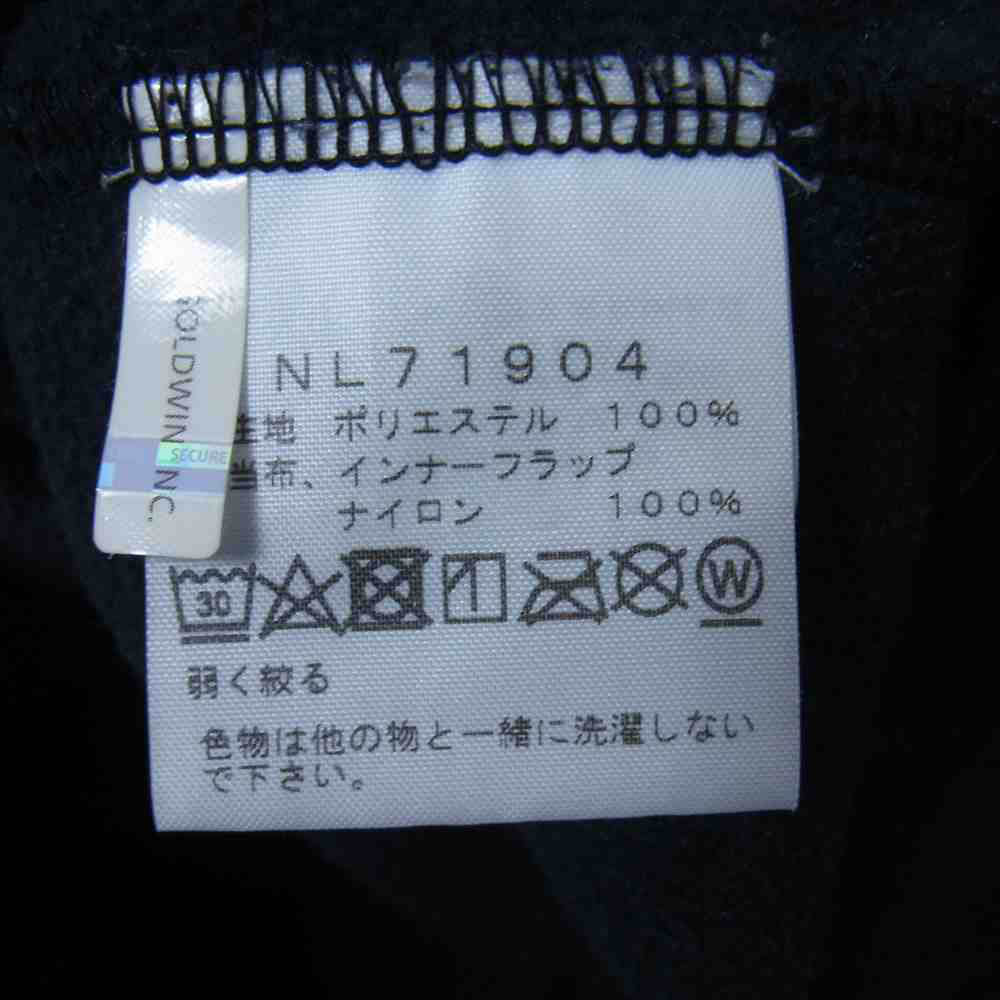 GOLDWIN INC.
SECURE
NL71904
生地 ポリエステル 100%
当布、インナーフラップ
ナイロン 100%
30
W
弱く絞る
色物は他の物と一緒に洗濯しない
で下さい。